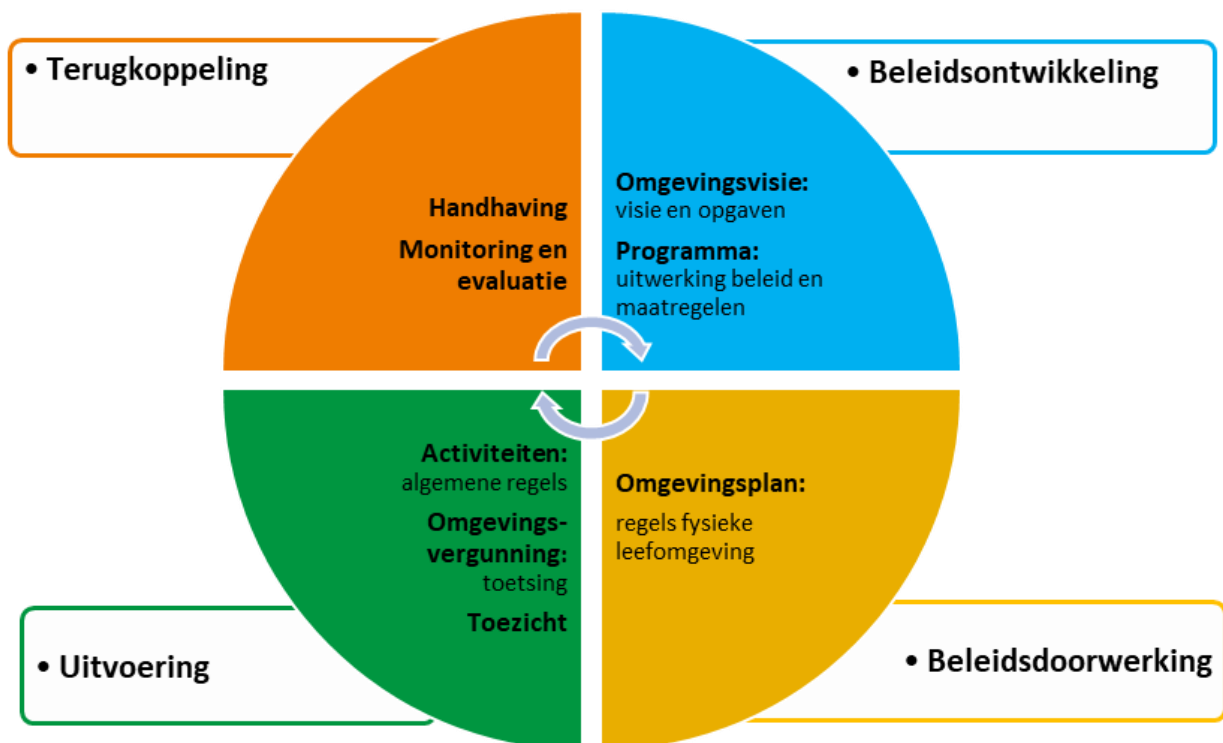 • Terugkoppeling
• Beleidsontwikkeling
Handhaving
Monitoring en
evaluatie
Omgevingsvisie:
visie en opgaven
Programma:
uitwerking beleid en
maatregelen
Activiteiten:
algemene regels
Omgevings-
vergunning:
toetsing
Toezicht
Omgevingsplan:
regels fysieke
leefomgeving
• Uitvoering
• Beleidsdoorwerking